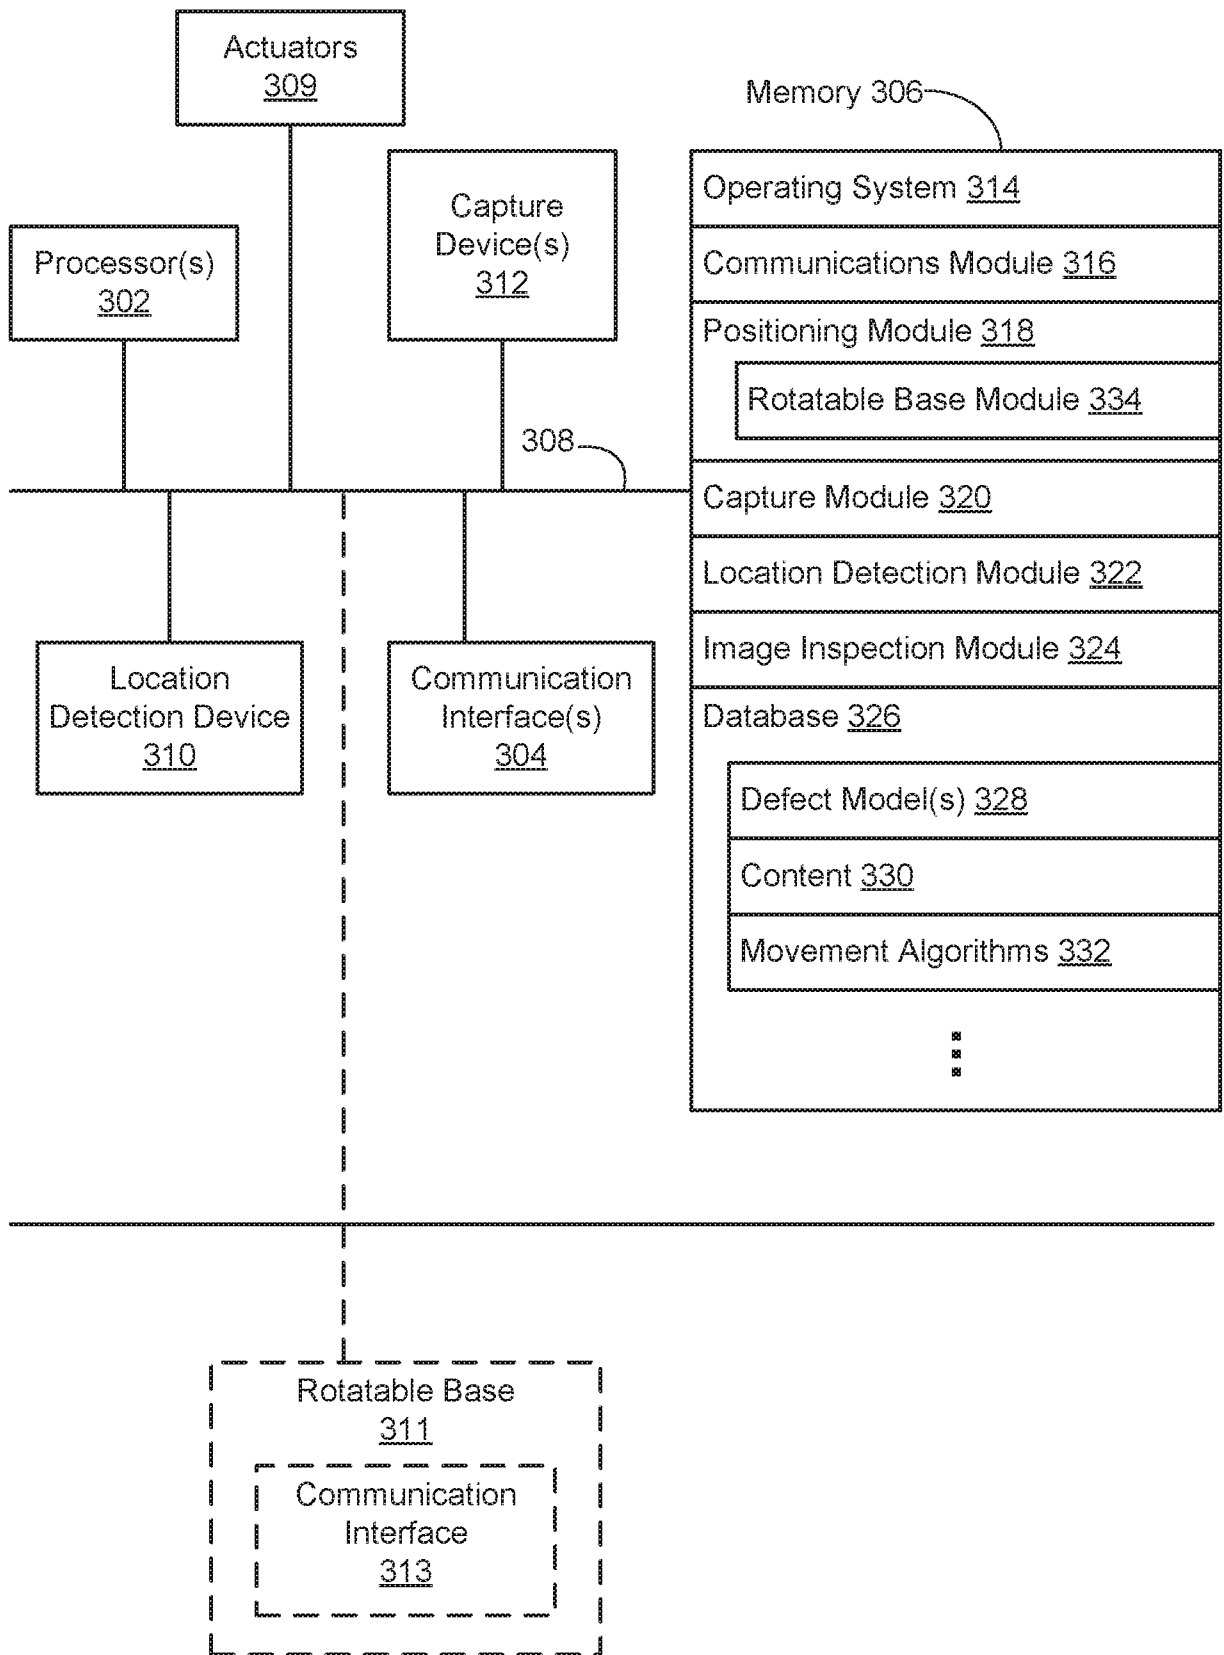 Actuators
309
Memory 306
Capture
Device(s)
312
Processor(s)
302
308
Location
Detection Device
310
Communication
Interface(s)
304
Operating System 314
Communications Module 316
Positioning Module 318
Rotatable Base Module 334
Capture Module 320
Location Detection Module 322
Image Inspection Module 324
Database 326
Defect Model(s) 328
Content 330
Movement Algorithms 332
Rotatable Base
311
Communication
Interface
313